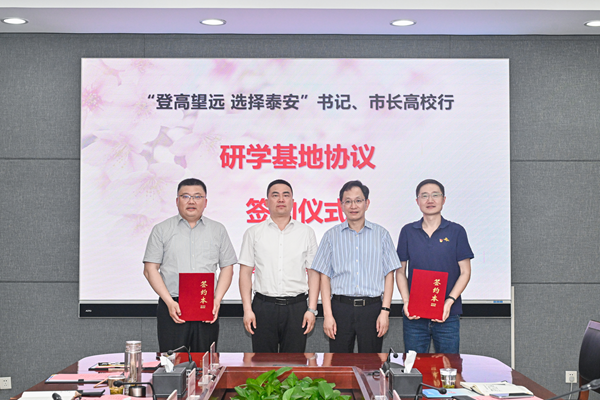 “登高望远 选择泰安”书记、市长高校行
研学基地协议
签约仪式
签约本
签约本